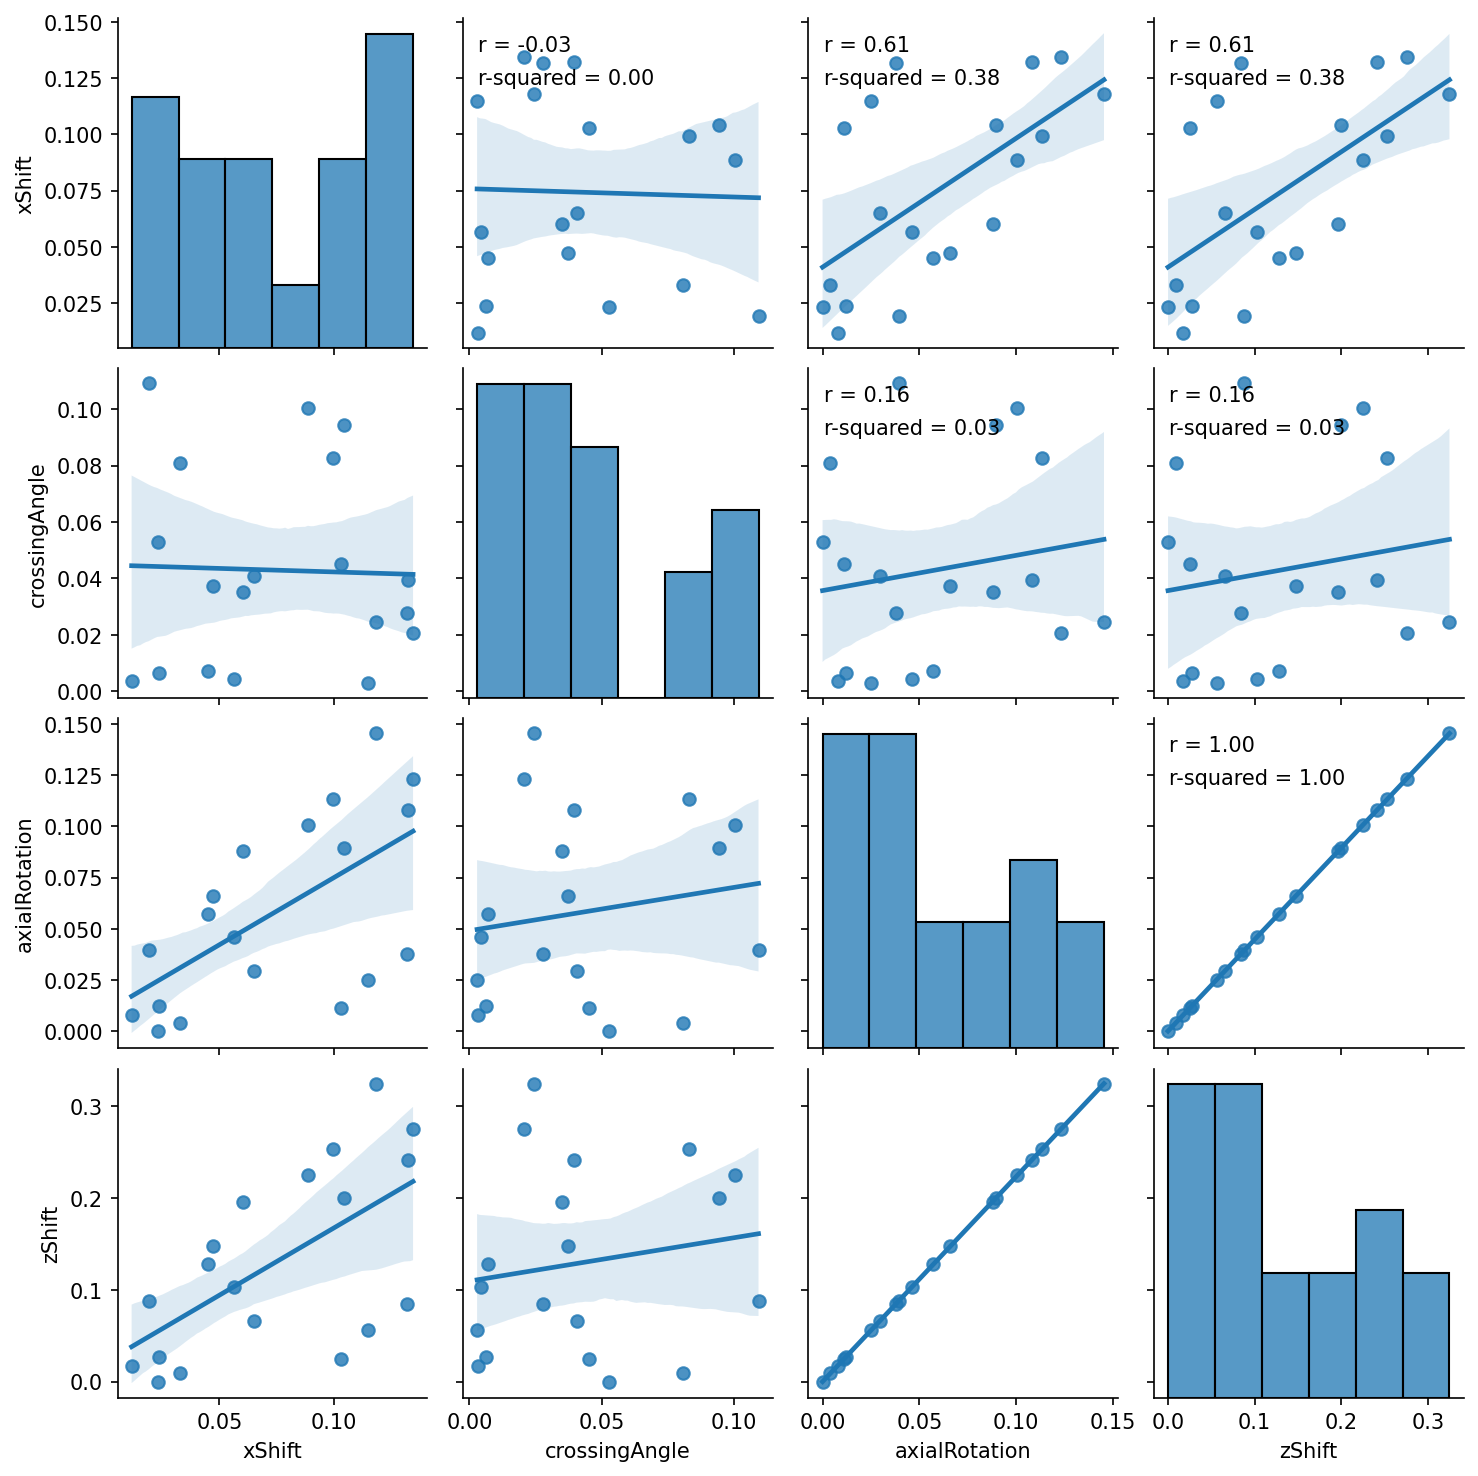 0.150
0.125
0.100
0.075
0.050
0.025
xShift
r = -0.03
r-squared = 0.00
r = 0.61
r-squared = 0.38
r = 0.61
r-squared = 0.38
0.10
0.08
0.06
0.04
0.02
0.00
crossingAngle
r = 0.16
r-squared = 0.03
r = 0.16
r-squared = 0.03
0.150
0.125
0.100
0.075
0.050
0.025
0.000
axialRotation
r = 1.00
r-squared = 1.00
0.3
0.2
0.1
0.0
zShift
0.05 0.10
0.00 0.05 0.10
0.00 0.05 0.10 0.15
0.0 0.1 0.2 0.3
xShift
crossingAngle
axialRotation
zShift